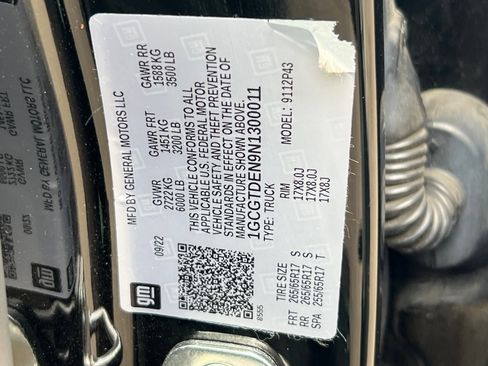 MFD BY GENERAL MOTORS LLC
09/22
GVWR
2722 KG
6000 LB
GAWR FRT
1451 KG
3200 LB
GAWR RR
1588 KG
3500 LB
THIS VEHICLE CONFORMS TO ALL
APPLICABLE U.S. FEDERAL MOTOR
VEHICLE SAFETY AND THEFT PREVENTION
STANDARDS IN EFFECT ON THE DATE OF
MANUFACTURE SHOWN ABOVE.
1GCGTDEN9N1300011
TYPE: TRUCK
MODEL: 9112P43
gm
8555
TIRE SIZE RIM
FRT 265/65R17 S 17X8.0J
RR 265/65R17 S 17X8.0J
SPA 255/65R17 T 17X8J